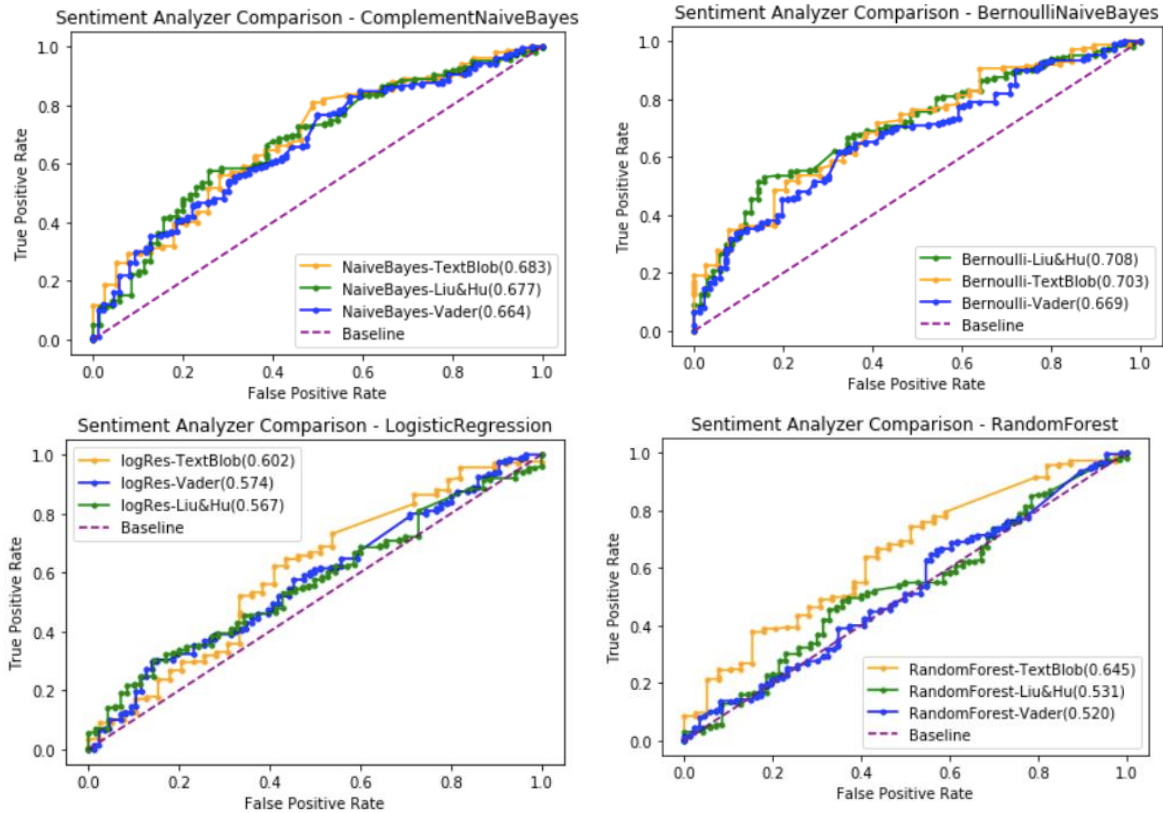 Sentiment Analyzer Comparison - ComplementNaiveBayes
1.0
0.8
0.6
0.4
0.2
0.0
True Positive Rate
NaiveBayes-TextBlob(0.683)
NaiveBayes-Liu&Hu(0.677)
NaiveBayes-Vader(0.664)
Baseline
0.0 0.2 0.4 0.6 0.8 1.0
False Positive Rate
Sentiment Analyzer Comparison - BernoulliNaiveBayes
1.0
0.8
0.6
0.4
0.2
0.0
True Positive Rate
Bernoulli-Liu&Hu(0.708)
Bernoulli-TextBlob(0.703)
Bernoulli-Vader(0.669)
Baseline
0.0 0.2 0.4 0.6 0.8 1.0
False Positive Rate
Sentiment Analyzer Comparison - LogisticRegression
1.0
0.8
0.6
0.4
0.2
0.0
True Positive Rate
logRes-TextBlob(0.602)
logRes-Vader(0.574)
logRes-Liu&Hu(0.567)
Baseline
0.0 0.2 0.4 0.6 0.8 1.0
False Positive Rate
Sentiment Analyzer Comparison - RandomForest
1.0
0.8
0.6
0.4
0.2
0.0
True Positive Rate
RandomForest-TextBlob(0.645)
RandomForest-Liu&Hu(0.531)
RandomForest-Vader(0.520)
Baseline
0.0 0.2 0.4 0.6 0.8 1.0
False Positive Rate